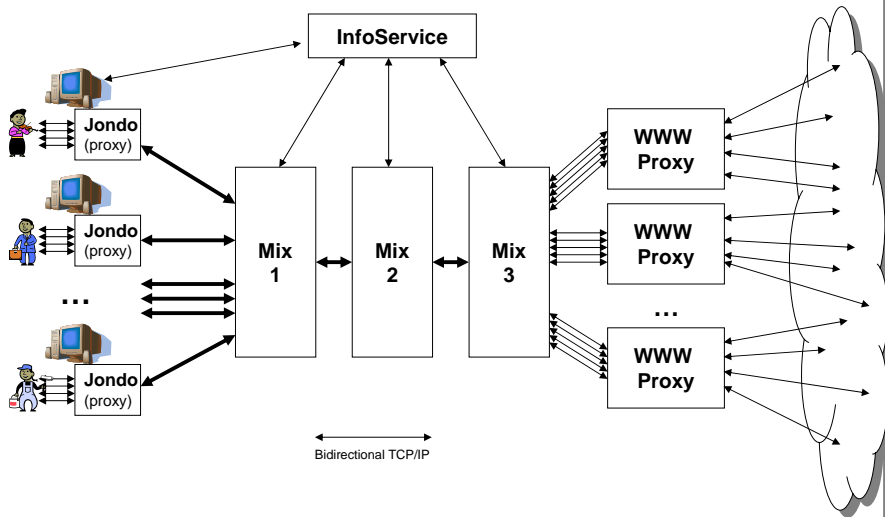 InfoService
Jondo
(proxy)
Jondo
(proxy)
...
Jondo
(proxy)
Mix
1
Mix
2
Mix
3
WWW
Proxy
WWW
Proxy
...
WWW
Proxy
Bidirectional TCP/IP